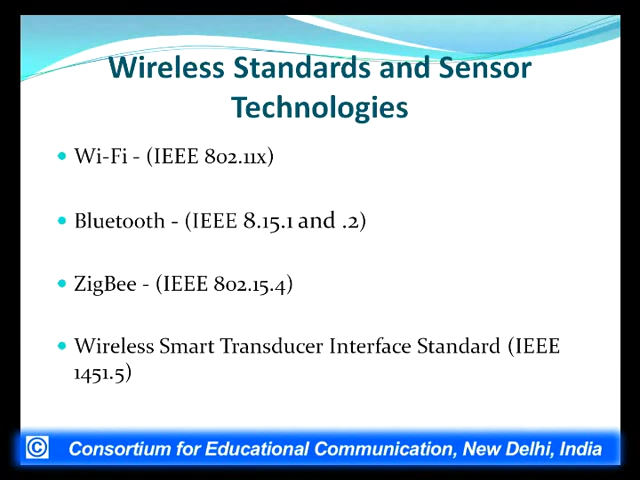 Wireless Standards and Sensor
Technologies
• Wi-Fi - (IEEE 802.11x)
• Bluetooth - (IEEE 8.15.1 and .2)
• ZigBee - (IEEE 802.15.4)
• Wireless Smart Transducer Interface Standard (IEEE
1451.5)
© Consortium for Educational Communication, New Delhi, India